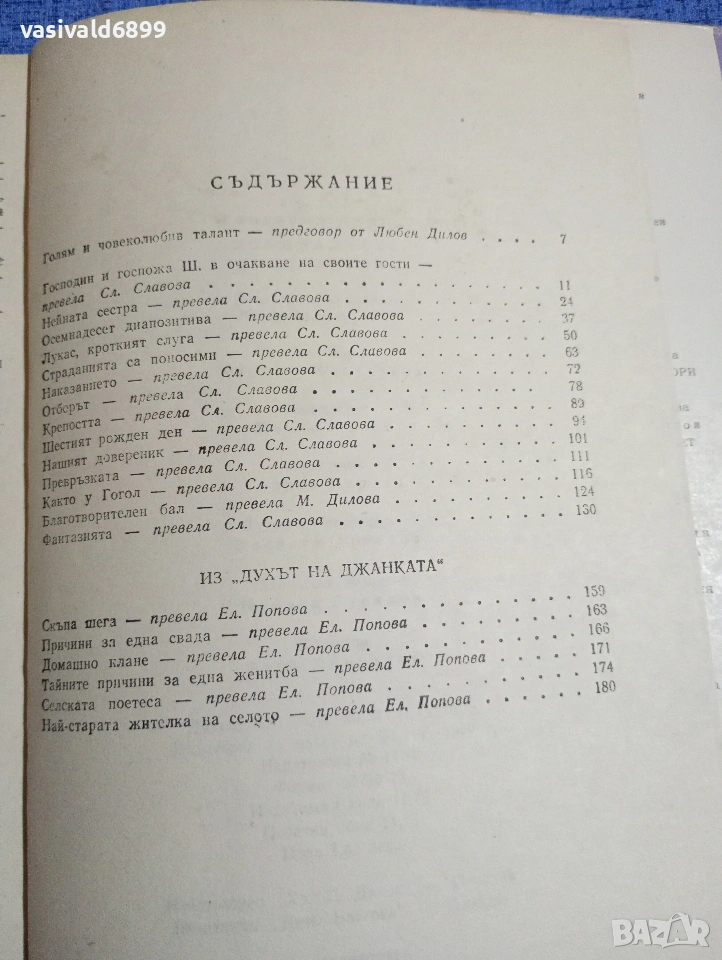 vasivald6899
СЪДЪРЖАНИЕ
Голям и човеколюбив талант — предговор от Любен Дилов . . . . 7
Господин и госпожа Ш. в очакване на своите гости —
превела Сл. Славова . . . . . . . . . . . . . . 11
Нейната сестра — превела Сл. Славова . . . . . . . . . 24
Осемнадесет диапозитива — превела Сл. Славова . . . . . . 37
Лукас, кроткият слуга — превела Сл. Славова . . . . . . . 50
Страданията са поносими — превела Сл. Славова . . . . . . 63
Наказанието — превела Сл. Славова . . . . . . . . . . 72
Отборът — превела Сл. Славова . . . . . . . . . . . 78
Крепостта — превела Сл. Славова . . . . . . . . . . 89
Шестият рожден ден — превела Сл. Славова . . . . . . . 94
Нашият довереник — превела Сл. Славова . . . . . . . . 101
Превръзката — превела Сл. Славова . . . . . . . . . . 111
Както у Гогол — превела Сл. Славова . . . . . . . . . 116
Благотворителен бал — превела М. Дилова . . . . . . . . 124
Фантазията — превела Сл. Славова . . . . . . . . . . 130
ИЗ „ДУХЪТ НА ДЖАНКАТА“
Скъпа шега — превела Ел. Попова . . . . . . . . . . 159
Причини за една свада — превела Ел. Попова . . . . . . . 163
Домашно клане — превела Ел. Попова . . . . . . . . . 166
Тайните причини за една женитба — превела Ел. Попова . . . . 171
Селската поетеса — превела Ел. Попова . . . . . . . . . 174
Най-старата жителка на селото — превела Ел. Попова . . . . . 180
BAZAR